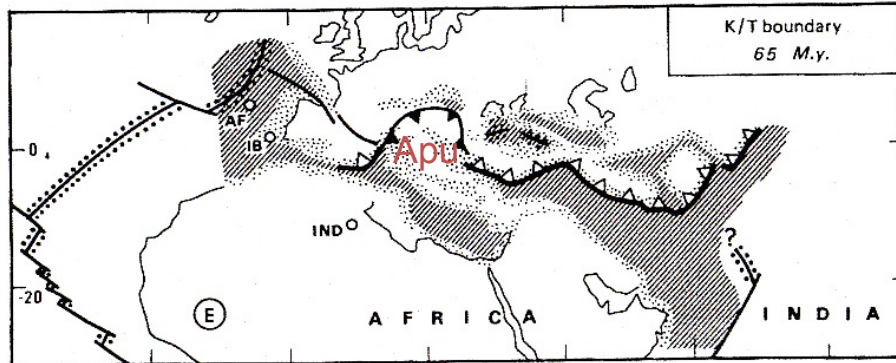 K/T boundary
65 M.y.
AF
IB
0
Apu
IND
?
-20
E
AFRICA
INDIA